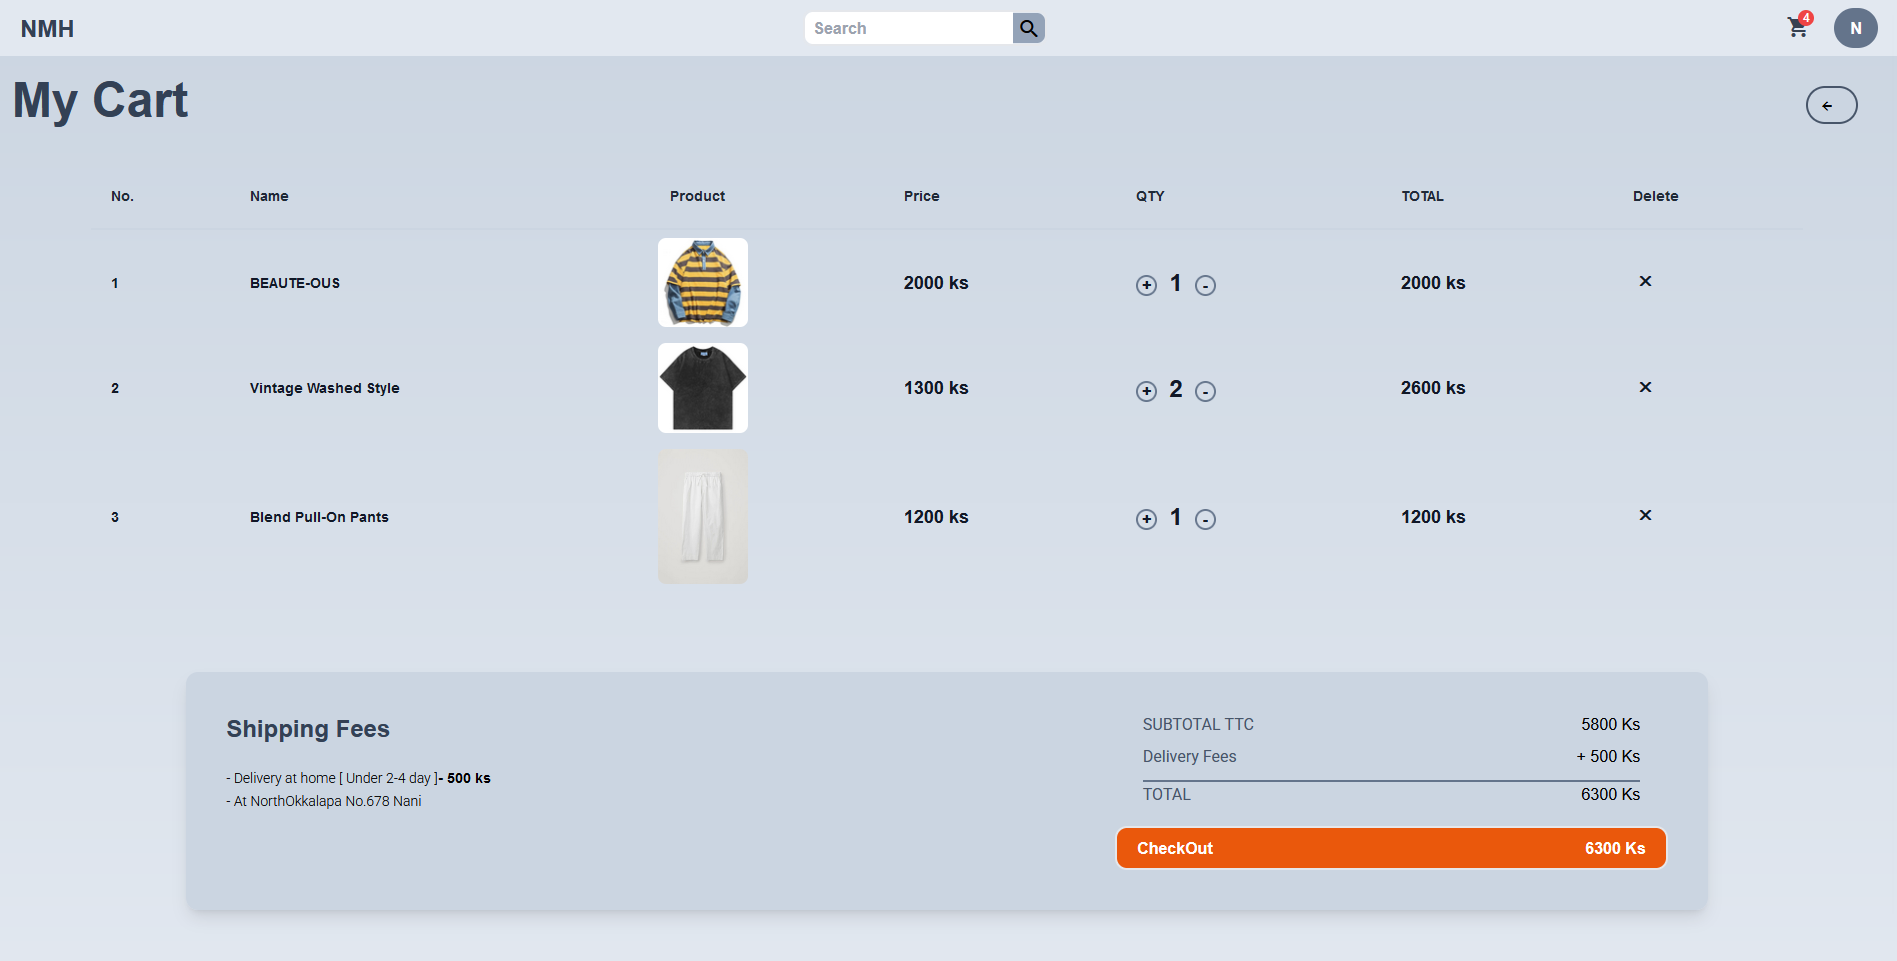 NMH Search 4 N
My Cart
No. Name Product Price QTY TOTAL Delete
1 BEAUTE-OUS 2000 ks + 1 - 2000 ks ✕
2 Vintage Washed Style 1300 ks + 2 - 2600 ks ✕
3 Blend Pull-On Pants 1200 ks + 1 - 1200 ks ✕
Shipping Fees
- Delivery at home [ Under 2-4 day ]- 500 ks
- At NorthOkkalapa No.678 Nani
SUBTOTAL TTC 5800 Ks
Delivery Fees + 500 Ks
TOTAL 6300 Ks
CheckOut 6300 Ks